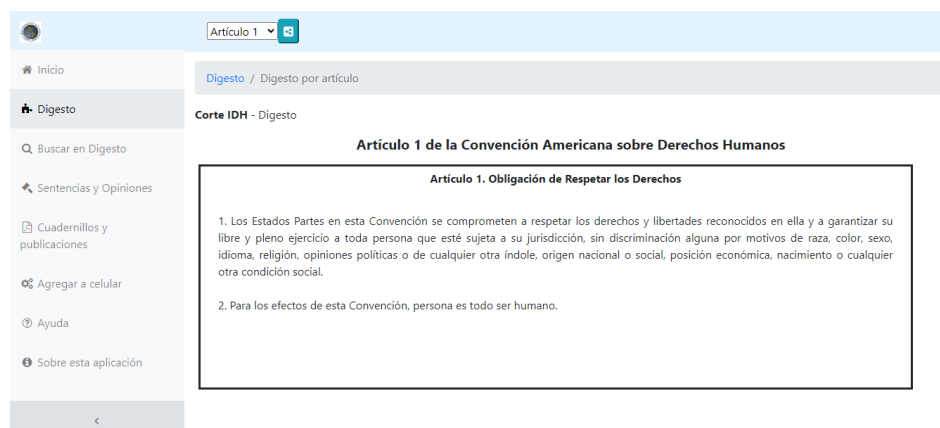 Artículo 1
Inicio
Digesto
Buscar en Digesto
Sentencias y Opiniones
Cuadernillos y
publicaciones
Agregar a celular
Ayuda
Sobre esta aplicación
Digesto / Digesto por artículo
Corte IDH - Digesto
Artículo 1 de la Convención Americana sobre Derechos Humanos
Artículo 1. Obligación de Respetar los Derechos
1. Los Estados Partes en esta Convención se comprometen a respetar los derechos y libertades reconocidos en ella y a garantizar su
libre y pleno ejercicio a toda persona que esté sujeta a su jurisdicción, sin discriminación alguna por motivos de raza, color, sexo,
idioma, religión, opiniones políticas o de cualquier otra índole, origen nacional o social, posición económica, nacimiento o cualquier
otra condición social.
2. Para los efectos de esta Convención, persona es todo ser humano.